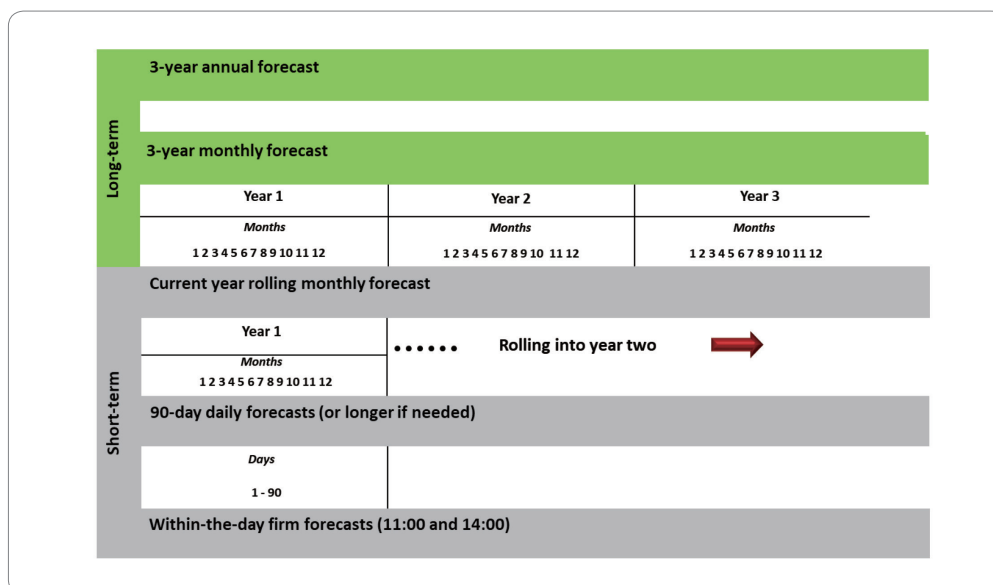 3-year annual forecast
Long-term
3-year monthly forecast
Year 1 Year 2 Year 3
Months Months Months
1 2 3 4 5 6 7 8 9 10 11 12 1 2 3 4 5 6 7 8 9 10 11 12 1 2 3 4 5 6 7 8 9 10 11 12
Short-term
Current year rolling monthly forecast
Year 1
...... Rolling into year two
Months
1 2 3 4 5 6 7 8 9 10 11 12
90-day daily forecasts (or longer if needed)
Days
1 - 90
Within-the-day firm forecasts (11:00 and 14:00)